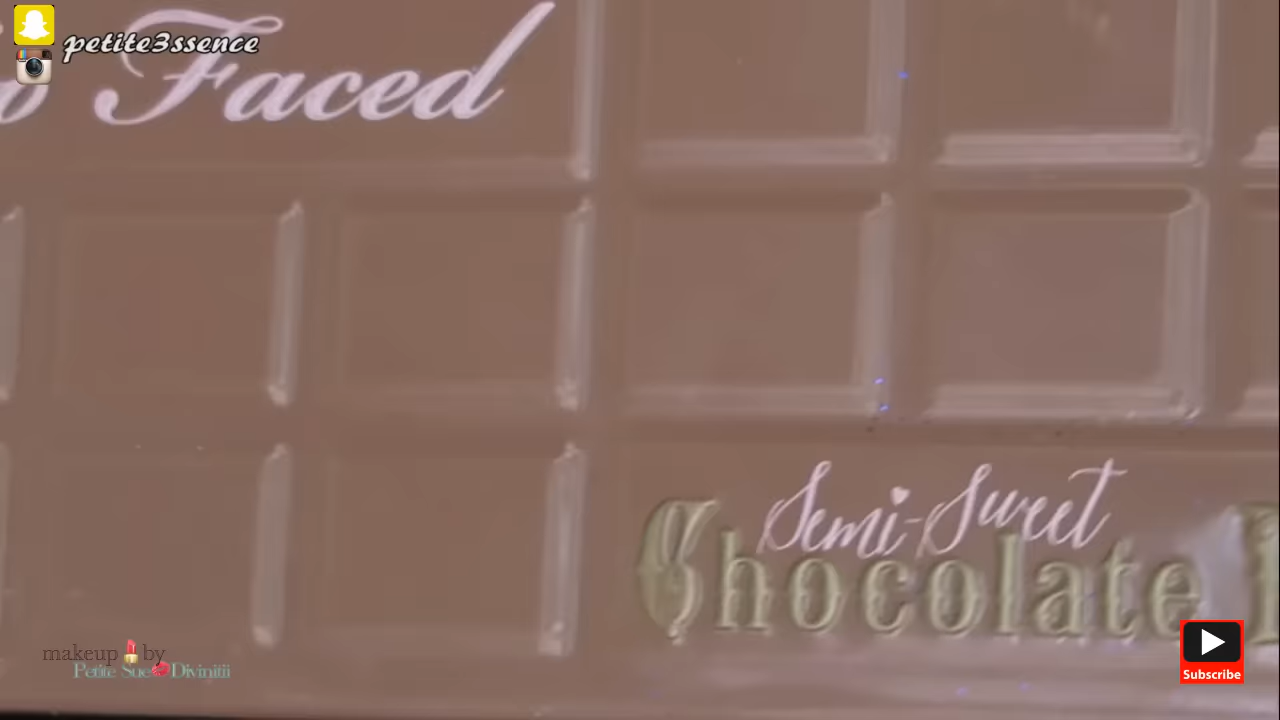 petite3ssence
Faced
Semi-Sweet
Chocolate
makeup by
Petite Sue Divinitii
Subscribe